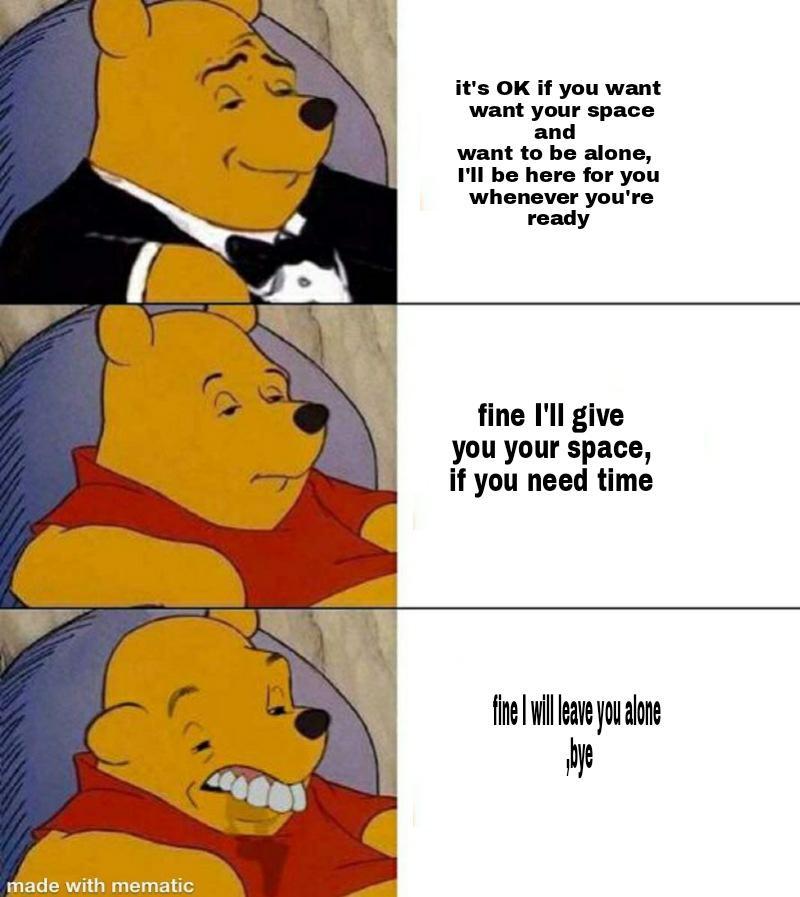 it's OK if you want
want your space
and
want to be alone,
I'll be here for you
whenever you're
ready
fine I'll give
you your space,
if you need time
fine I will leave you alone
,bye
made with mematic